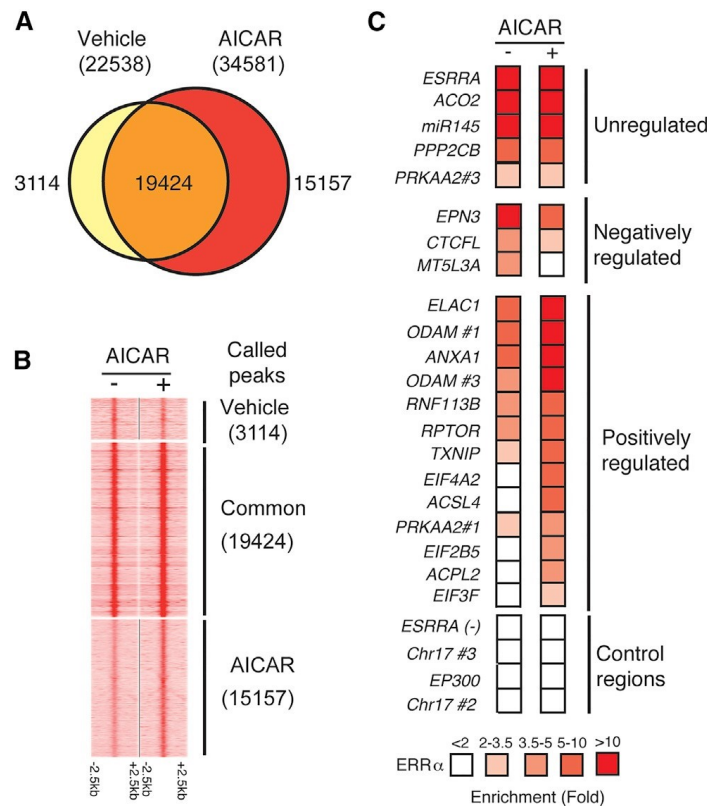 A
Vehicle
(22538)
AICAR
(34581)
3114
19424
15157
B
AICAR
- +
Called
peaks
Vehicle
(3114)
Common
(19424)
AICAR
(15157)
-2.5kb
+2.5kb
-2.5kb
+2.5kb
C
AICAR
- +
ESRRA
ACO2
miR145
PPP2CB
PRKAA2#3
Unregulated
EPN3
CTCFL
MT5L3A
Negatively
regulated
ELAC1
ODAM #1
ANXA1
ODAM #3
RNF113B
RPTOR
TXNIP
EIF4A2
ACSL4
PRKAA2#1
EIF2B5
ACPL2
EIF3F
Positively
regulated
ESRRA (-)
Chr17 #3
EP300
Chr17 #2
Control
regions
<2 2-3.5 3.5-5 5-10 >10
ERRα
Enrichment (Fold)